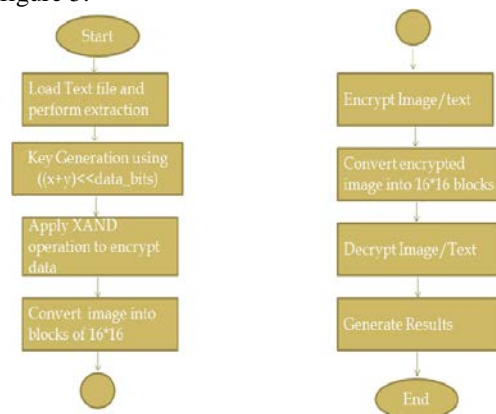 Start
Load Text file and
perform extraction
Key Generation using
((x+y)<<data_bits)
Apply XAND
operation to encrypt
data
Convert image into
blocks of 16*16
Encrypt Image/text
Convert encrypted
image into 16*16 blocks
Decrypt Image/Text
Generate Results
End